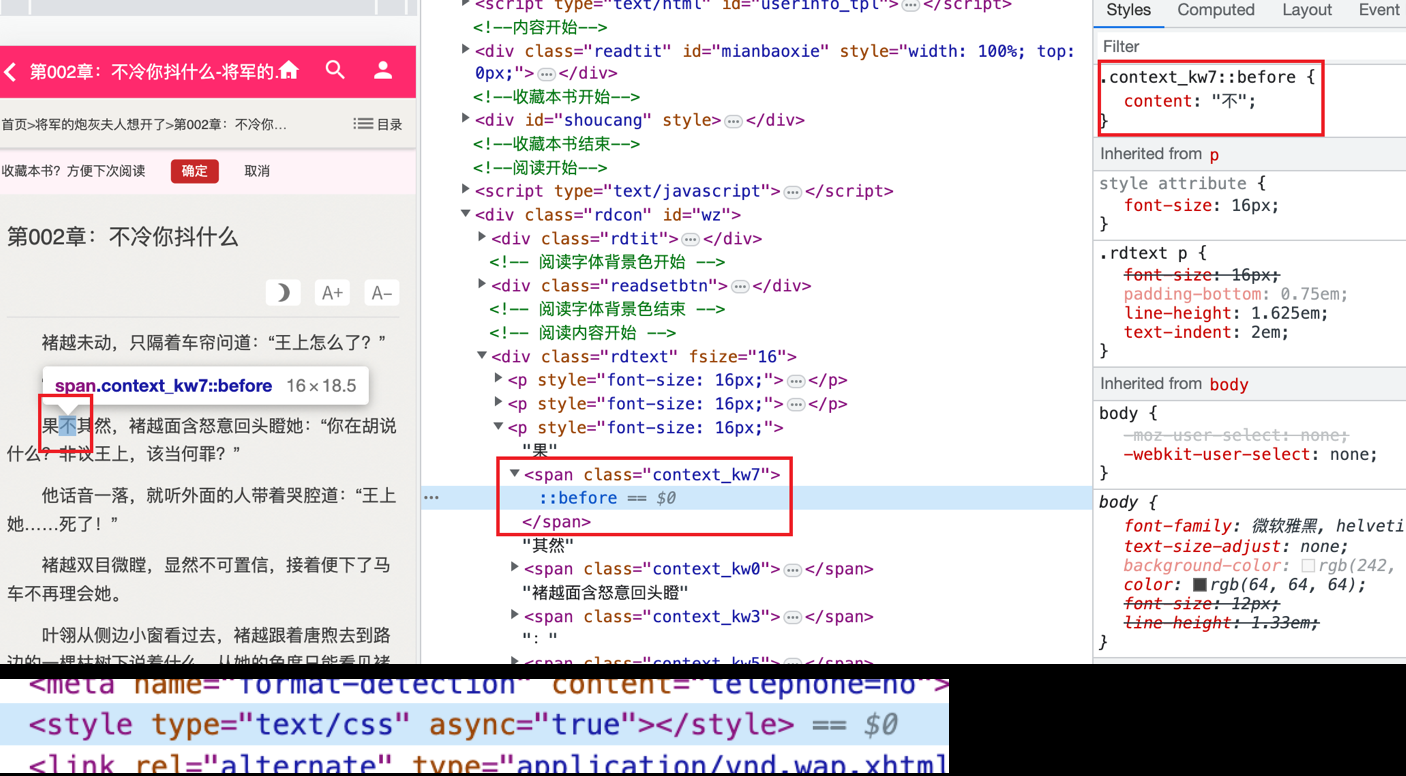 第002章：不冷你抖什么-将军的.
首页>将军的炮灰夫人想开了>第002章：不冷你...
目录
收藏本书？方便下次阅读
确定
取消
第002章：不冷你抖什么
A+
A-
褚越未动，只隔着车帘问道：“王上怎么了？”
span.context_kw7::before 16×18.5
果不其然，褚越面含怒意回头瞪她：“你在胡说
什么？非议王上，该当何罪？”
他话音一落，就听外面的人带着哭腔道：“王上
她……死了！”
褚越双目微瞠，显然不可置信，接着便下了马
车不再理会她。
叶翎从侧边小窗看过去，褚越跟着唐煦去到路
<script type="text/html" id="userinfo_tpl">…</script>
<!--内容开始-->
<div class="readtit" id="mianbaoxie" style="width: 100%; top:
0px;">…</div>
<!--收藏本书开始-->
<div id="shoucang" style>…</div>
<!--收藏本书结束-->
<!--阅读开始-->
<script type="text/javascript">…</script>
<div class="rdcon" id="wz">
<div class="rdtit">…</div>
<!-- 阅读字体背景色开始 -->
<div class="readsetbtn">…</div>
<!-- 阅读字体背景色结束 -->
<!-- 阅读内容开始 -->
<div class="rdtext" fsize="16">
<p style="font-size: 16px;">…</p>
<p style="font-size: 16px;">…</p>
<p style="font-size: 16px;">
"果"
<span class="context_kw7">
… ::before == $0
</span>
"其然"
<span class="context_kw0">…</span>
"褚越面含怒意回头瞪"
<span class="context_kw3">…</span>
"："
<span class="context_kw5">…</span>
Styles Computed Layout Event
Filter
.context_kw7::before {
content: "不";
}
Inherited from p
style attribute {
font-size: 16px;
}
.rdtext p {
font-size: 16px;
padding-bottom: 0.75em;
line-height: 1.625em;
text-indent: 2em;
}
Inherited from body
body {
-moz-user-select: none;
-webkit-user-select: none;
}
body {
font-family: 微软雅黑, helveti
text-size-adjust: none;
background-color: rgb(242,
color: rgb(64, 64, 64);
font-size: 12px;
line-height: 1.33em;
}
<meta name="format-detection" content="telephone=no">
<style type="text/css" async="true"></style> == $0
<link rel="alternate" type="application/vnd.wap.xhtml